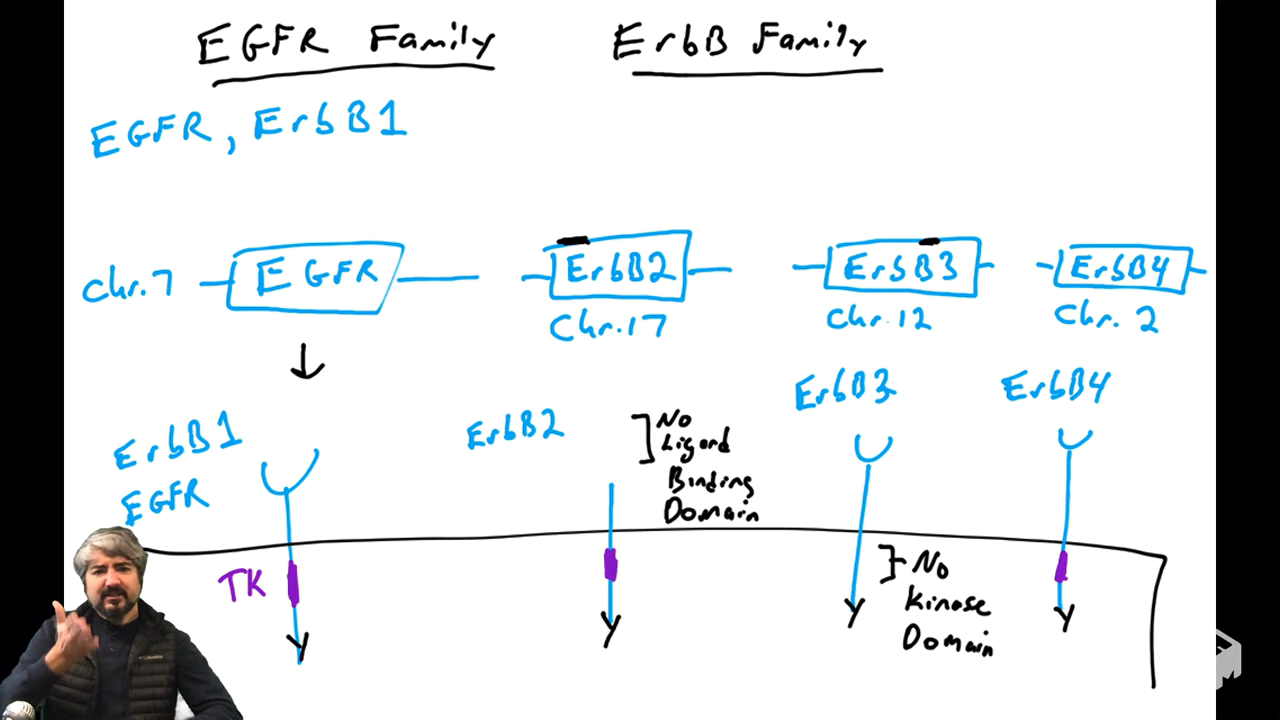 EGFR Family ErbB Family
EGFR, ErbB1
Chr.7 EGFR ErbB2 ErbB3 ErbB4
Chr.17 Chr.12 Chr. 2
ErbB3 ErbB4
ErbB1
EGFR
ErbB2
No
Ligand
Binding
Domain
TK
No
Kinase
Domain
Y Y Y Y